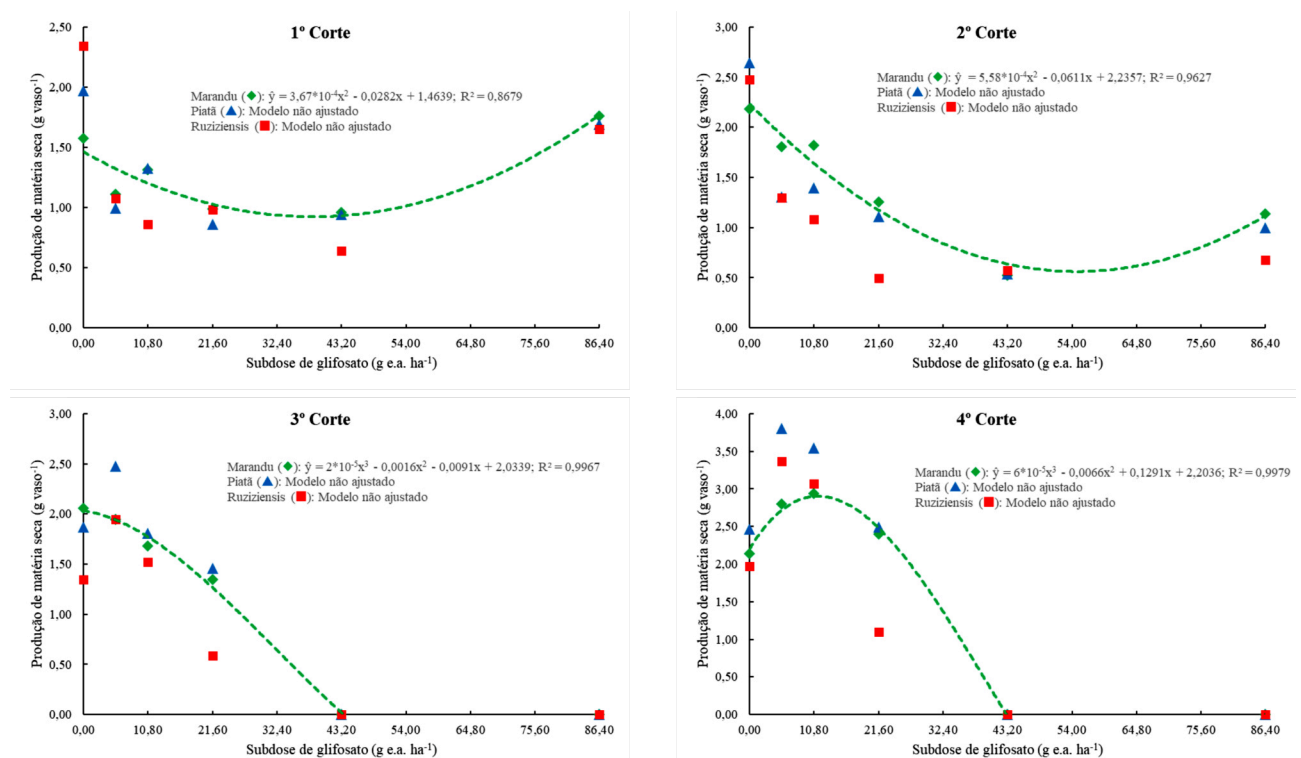 1º Corte
Marandu (◆): ŷ = 3,67*10⁻⁴x² - 0,0282x + 1,4639; R² = 0,8679
Piatã (▲): Modelo não ajustado
Ruziziensis (■): Modelo não ajustado
Produção de matéria seca (g vaso⁻¹)
2,50
2,00
1,50
1,00
0,50
0,00
0,00 10,80 21,60 32,40 43,20 54,00 64,80 75,60 86,40
Subdose de glifosato (g e.a. ha⁻¹)
2º Corte
Marandu (◆): ŷ = 5,58*10⁻⁴x² - 0,0611x + 2,2357; R² = 0,9627
Piatã (▲): Modelo não ajustado
Ruziziensis (■): Modelo não ajustado
Produção de matéria seca (g vaso⁻¹)
3,00
2,50
2,00
1,50
1,00
0,50
0,00
0,00 10,80 21,60 32,40 43,20 54,00 64,80 75,60 86,40
Subdose de glifosato (g e.a. ha⁻¹)
3º Corte
Marandu (◆): ŷ = 2*10⁻⁵x³ - 0,0016x² - 0,0091x + 2,0339; R² = 0,9967
Piatã (▲): Modelo não ajustado
Ruziziensis (■): Modelo não ajustado
Produção de matéria seca (g vaso⁻¹)
3,00
2,50
2,00
1,50
1,00
0,50
0,00
0,00 10,80 21,60 32,40 43,20 54,00 64,80 75,60 86,40
Subdose de glifosato (g e.a. ha⁻¹)
4º Corte
Marandu (◆): ŷ = 6*10⁻⁵x³ - 0,0066x² + 0,1291x + 2,2036; R² = 0,9979
Piatã (▲): Modelo não ajustado
Ruziziensis (■): Modelo não ajustado
Produção de matéria seca (g vaso⁻¹)
4,00
3,50
3,00
2,50
2,00
1,50
1,00
0,50
0,00
0,00 10,80 21,60 32,40 43,20 54,00 64,80 75,60 86,40
Subdose de glifosato (g e.a. ha⁻¹)